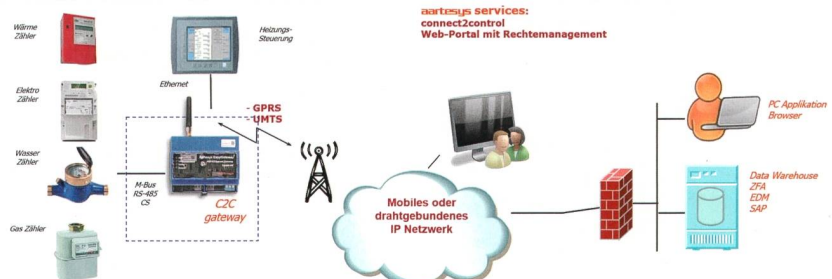 aartesys services:
connect2control
Web-Portal mit Rechtemanagement
Wärme
Zähler
Heizungs-
Steuerung
Ethernet
Elektro
Zähler
- GPRS
- UMTS
PC Applikation
Browser
Wasser
Zähler
M-Bus
RS-485
CS
C2C
gateway
Mobiles oder
drahtgebundenes
IP Netzwerk
Data Warehouse
ZFA
EDM
SAP
Gas Zähler